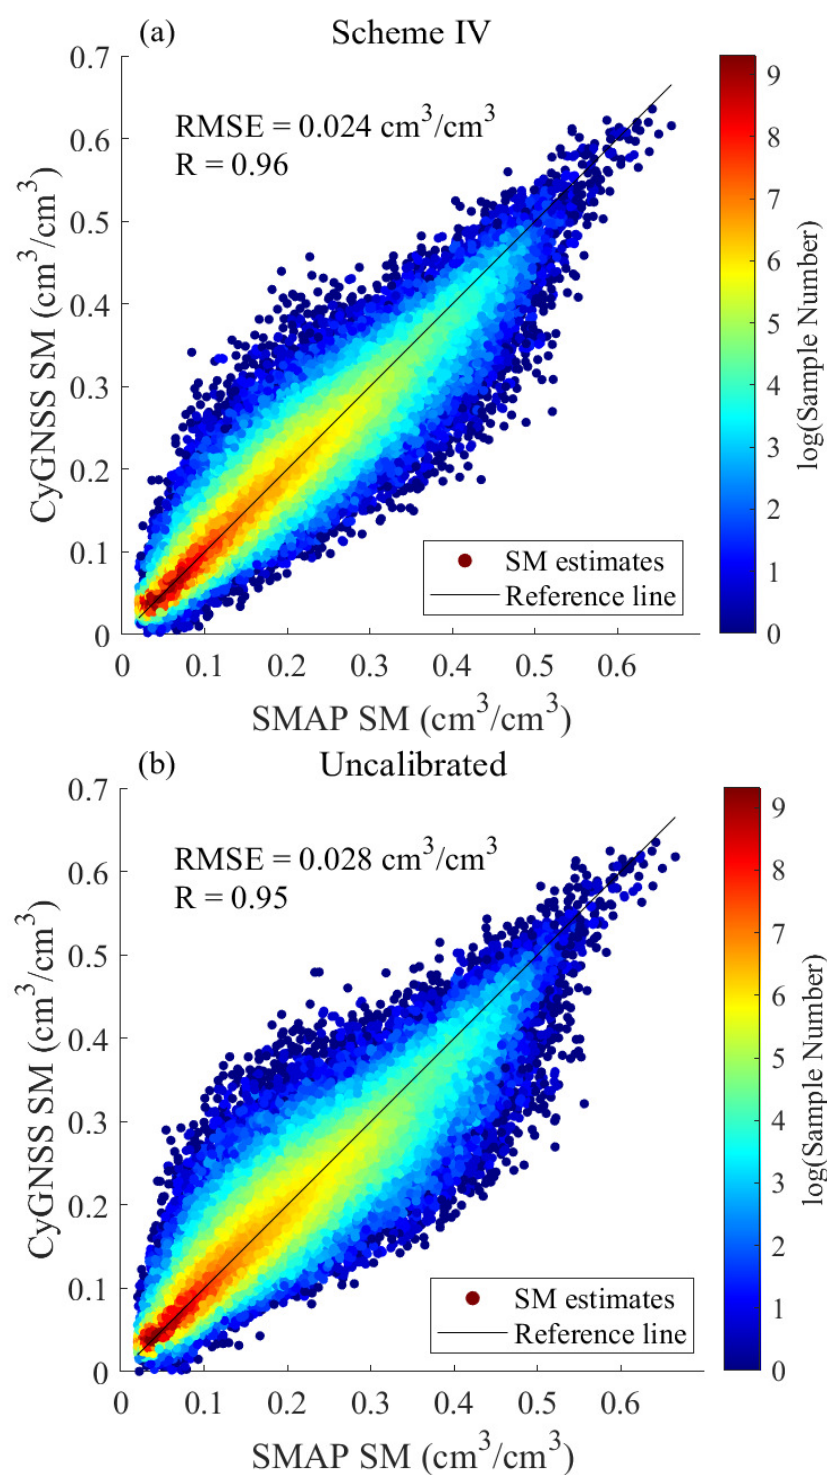 (a) Scheme IV
0.7
0.6
0.5
0.4
0.3
0.2
0.1
0
CyGNSS SM (cm³/cm³)
RMSE = 0.024 cm³/cm³
R = 0.96
SM estimates
Reference line
0 0.1 0.2 0.3 0.4 0.5 0.6
SMAP SM (cm³/cm³)
9
8
7
6
5
4
3
2
1
0
log(Sample Number)
(b) Uncalibrated
0.7
0.6
0.5
0.4
0.3
0.2
0.1
0
CyGNSS SM (cm³/cm³)
RMSE = 0.028 cm³/cm³
R = 0.95
SM estimates
Reference line
0 0.1 0.2 0.3 0.4 0.5 0.6
SMAP SM (cm³/cm³)
9
8
7
6
5
4
3
2
1
0
log(Sample Number)